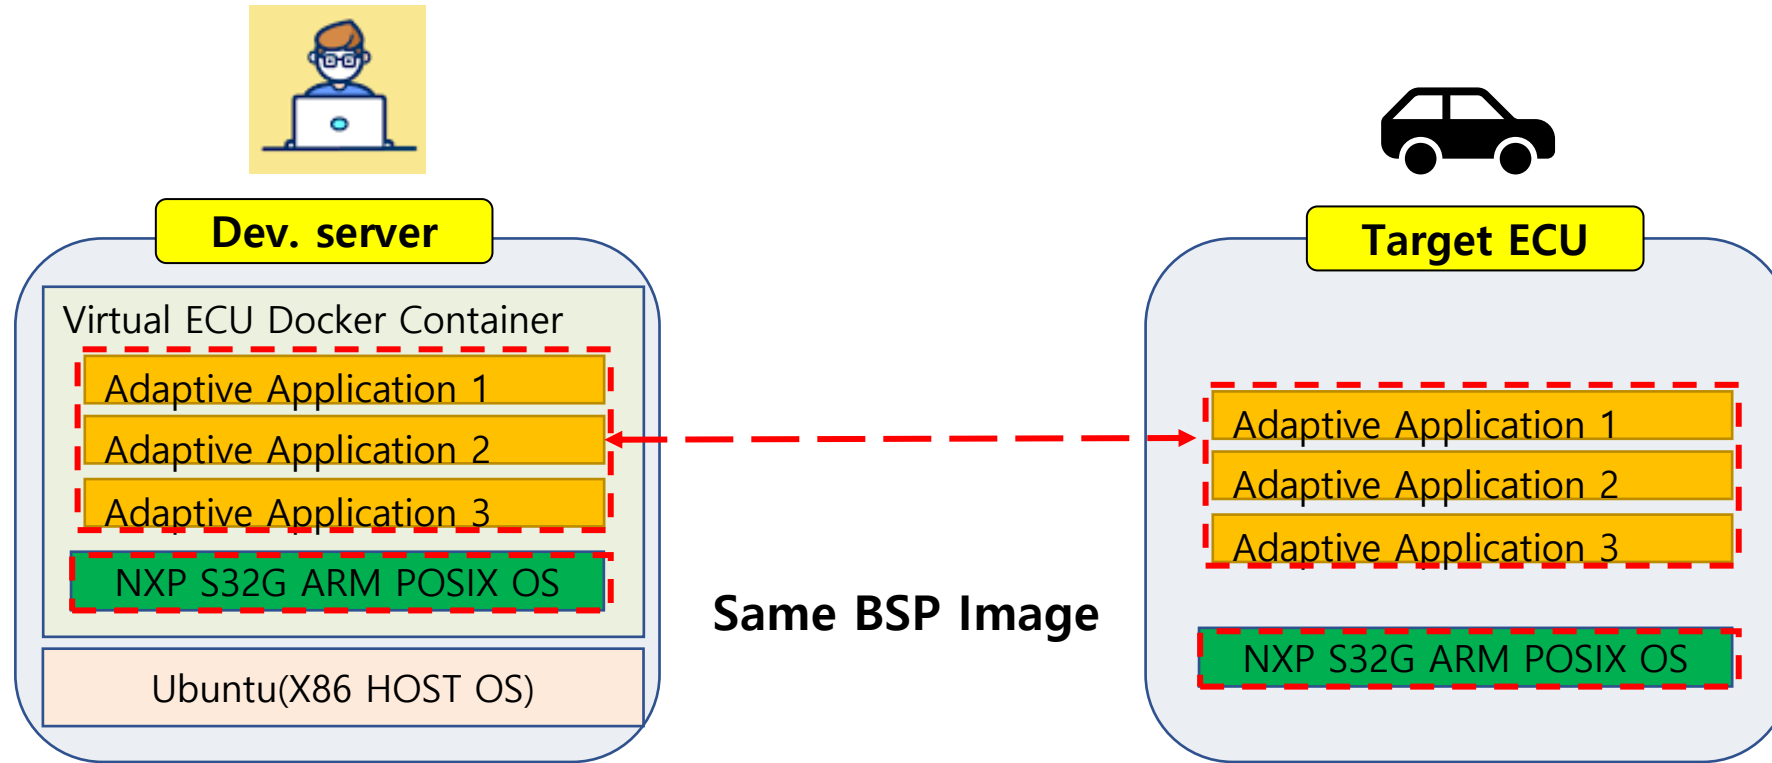 Dev. server
Virtual ECU Docker Container
Adaptive Application 1
Adaptive Application 2
Adaptive Application 3
NXP S32G ARM POSIX OS
Ubuntu(X86 HOST OS)
Same BSP Image
Target ECU
Adaptive Application 1
Adaptive Application 2
Adaptive Application 3
NXP S32G ARM POSIX OS